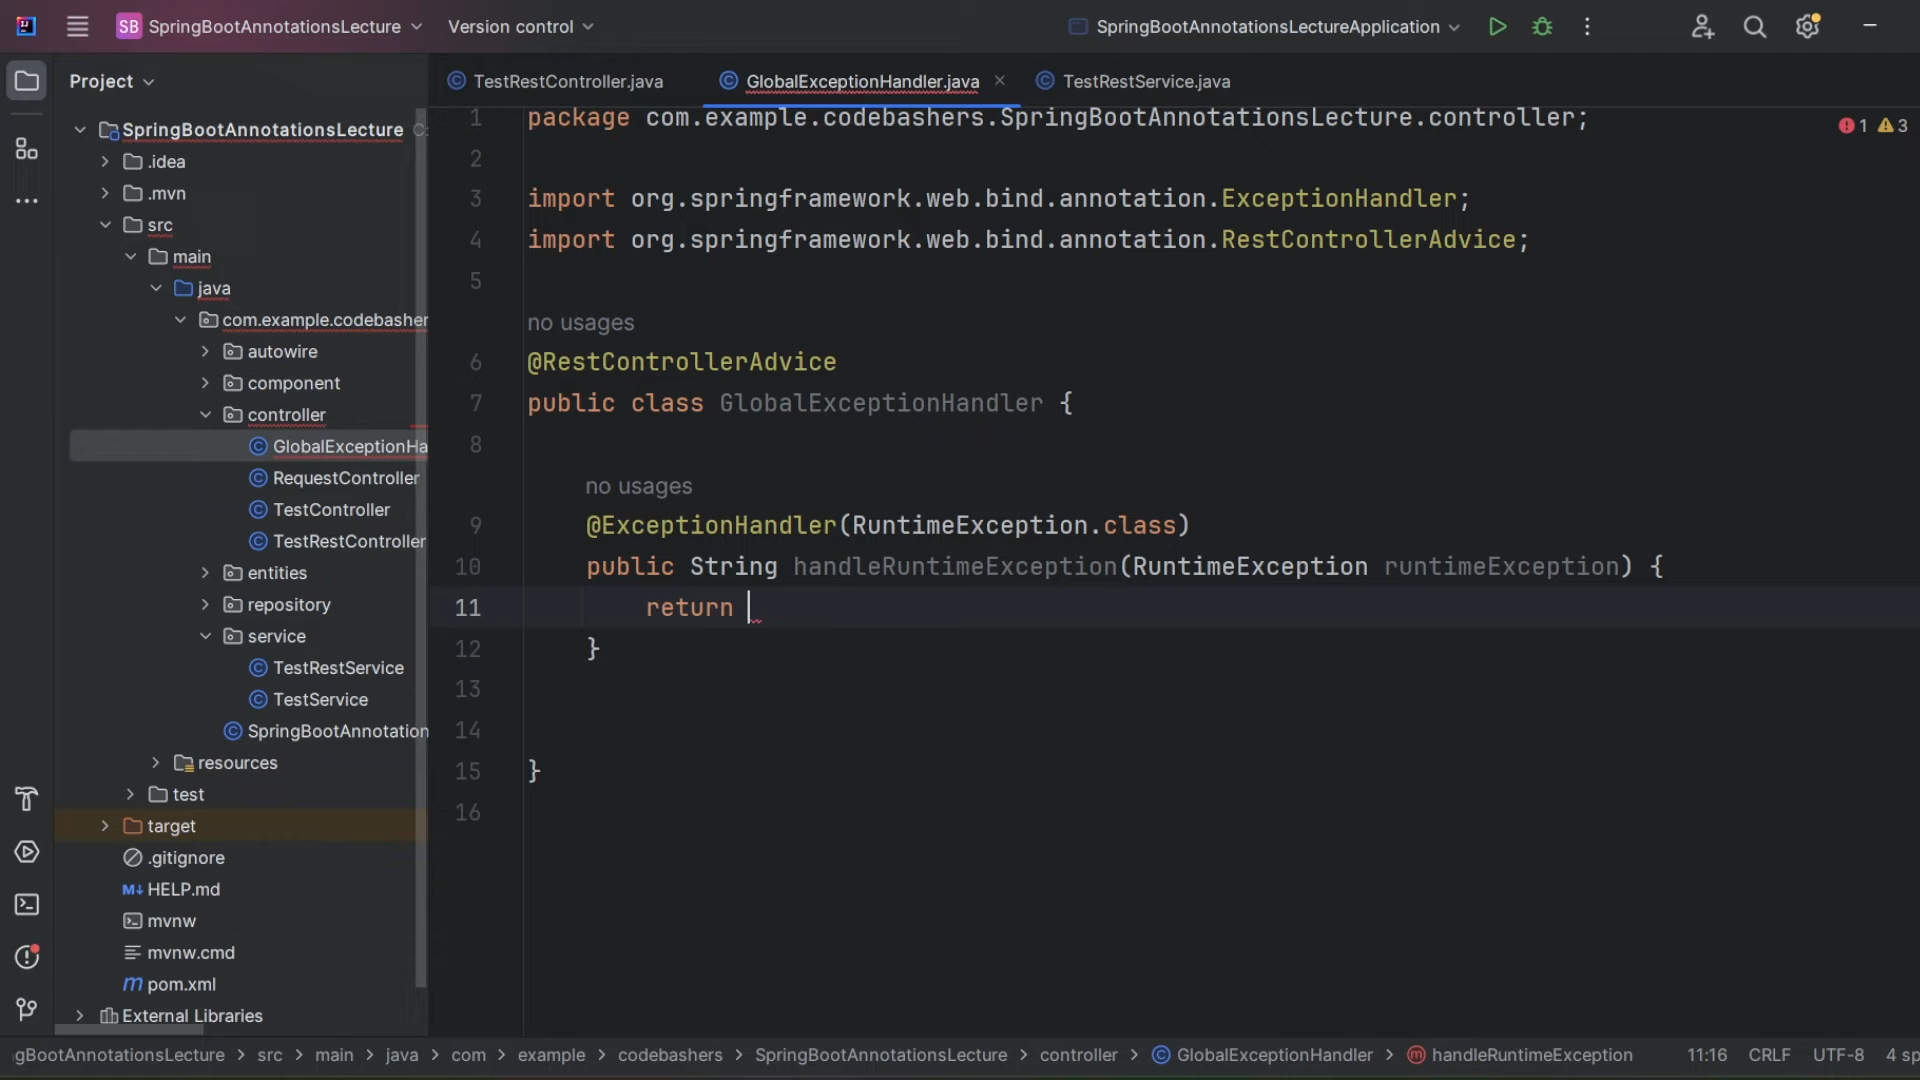 SB SpringBootAnnotationsLecture Version control SpringBootAnnotationsLectureApplication
Project
SpringBootAnnotationsLecture C:
.idea
.mvn
src
main
java
com.example.codebasher
autowire
component
controller
GlobalExceptionHa
RequestController
TestController
TestRestController
entities
repository
service
TestRestService
TestService
SpringBootAnnotation
resources
test
target
.gitignore
M↓ HELP.md
mvnw
mvnw.cmd
m pom.xml
External Libraries
TestRestController.java GlobalExceptionHandler.java TestRestService.java
1 package com.example.codebashers.SpringBootAnnotationsLecture.controller;
1 3
2
3 import org.springframework.web.bind.annotation.ExceptionHandler;
4 import org.springframework.web.bind.annotation.RestControllerAdvice;
5
no usages
6 @RestControllerAdvice
7 public class GlobalExceptionHandler {
8
no usages
9 @ExceptionHandler(RuntimeException.class)
10 public String handleRuntimeException(RuntimeException runtimeException) {
11 return
12 }
13
14
15 }
16
gBootAnnotationsLecture > src > main > java > com > example > codebashers > SpringBootAnnotationsLecture > controller > GlobalExceptionHandler > m handleRuntimeException 11:16 CRLF UTF-8 4 sp